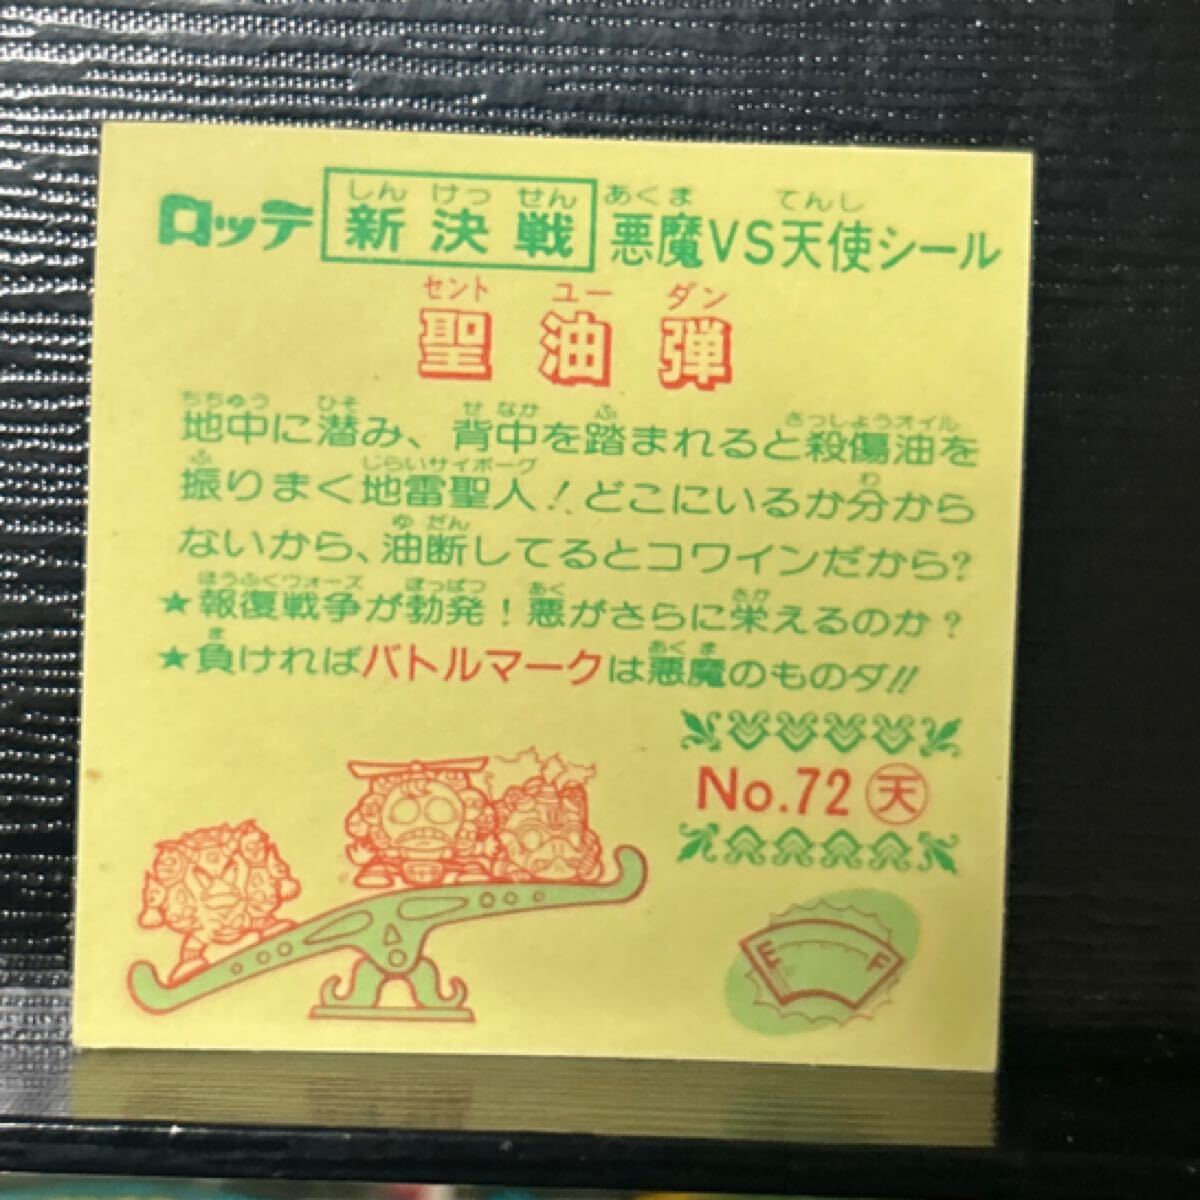 しんけっせん あくま てんし
ロッテ 新決戦 悪魔VS天使シール
セント ユー ダン
聖油弾
ちちゅう ひそ せなか ふ さっしょうオイル
地中に潜み、背中を踏まれると殺傷油を
ふ じらいサイボーグ わ
振りまく地雷聖人!どこにいるか分から
ゆだん
ないから、油断してるとコワインだから?
ほうふくウォーズ ぼっぱつ あく さか
★報復戦争が勃発!悪がさらに栄えるのか?
ま あくま
★負ければバトルマークは悪魔のものダ!!
No.72 天
E F